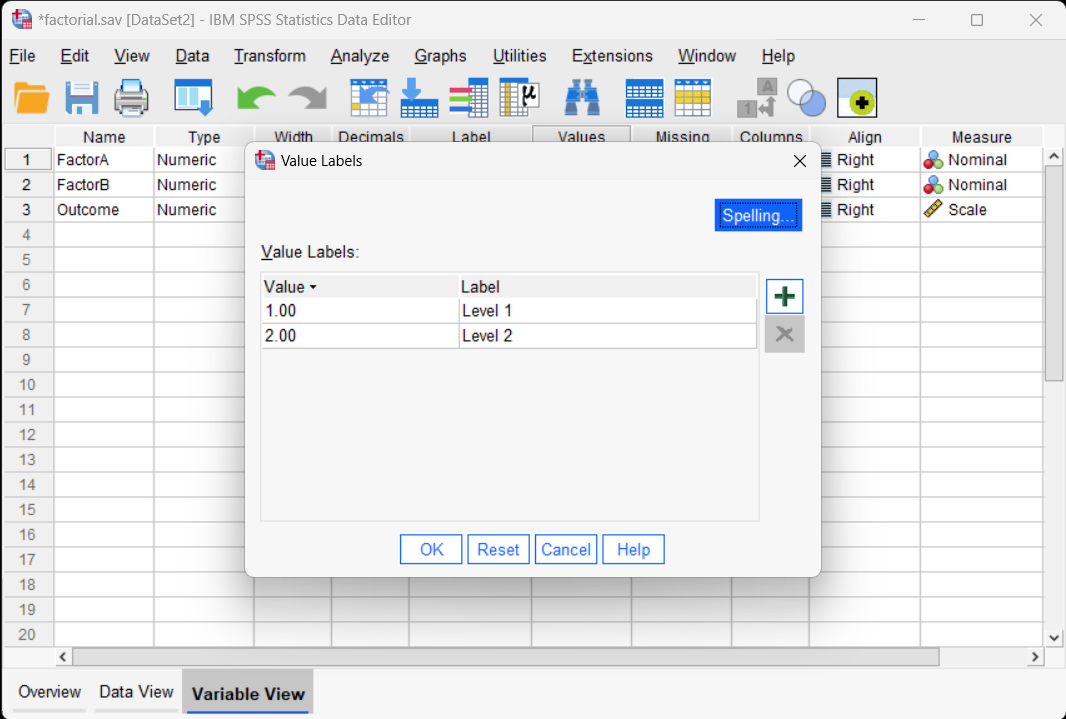 *factorial.sav [DataSet2] - IBM SPSS Statistics Data Editor
File Edit View Data Transform Analyze Graphs Utilities Extensions Window Help
Name Type Width Decimals Label Values Missing Columns Align Measure
1 FactorA Numeric Right Nominal
2 FactorB Numeric Right Nominal
3 Outcome Numeric Right Scale
4
5
6
7
8
9
10
11
12
13
14
15
16
17
18
19
20
Value Labels
Spelling...
Value Labels:
Value Label
1.00 Level 1
2.00 Level 2
OK Reset Cancel Help
Overview Data View Variable View